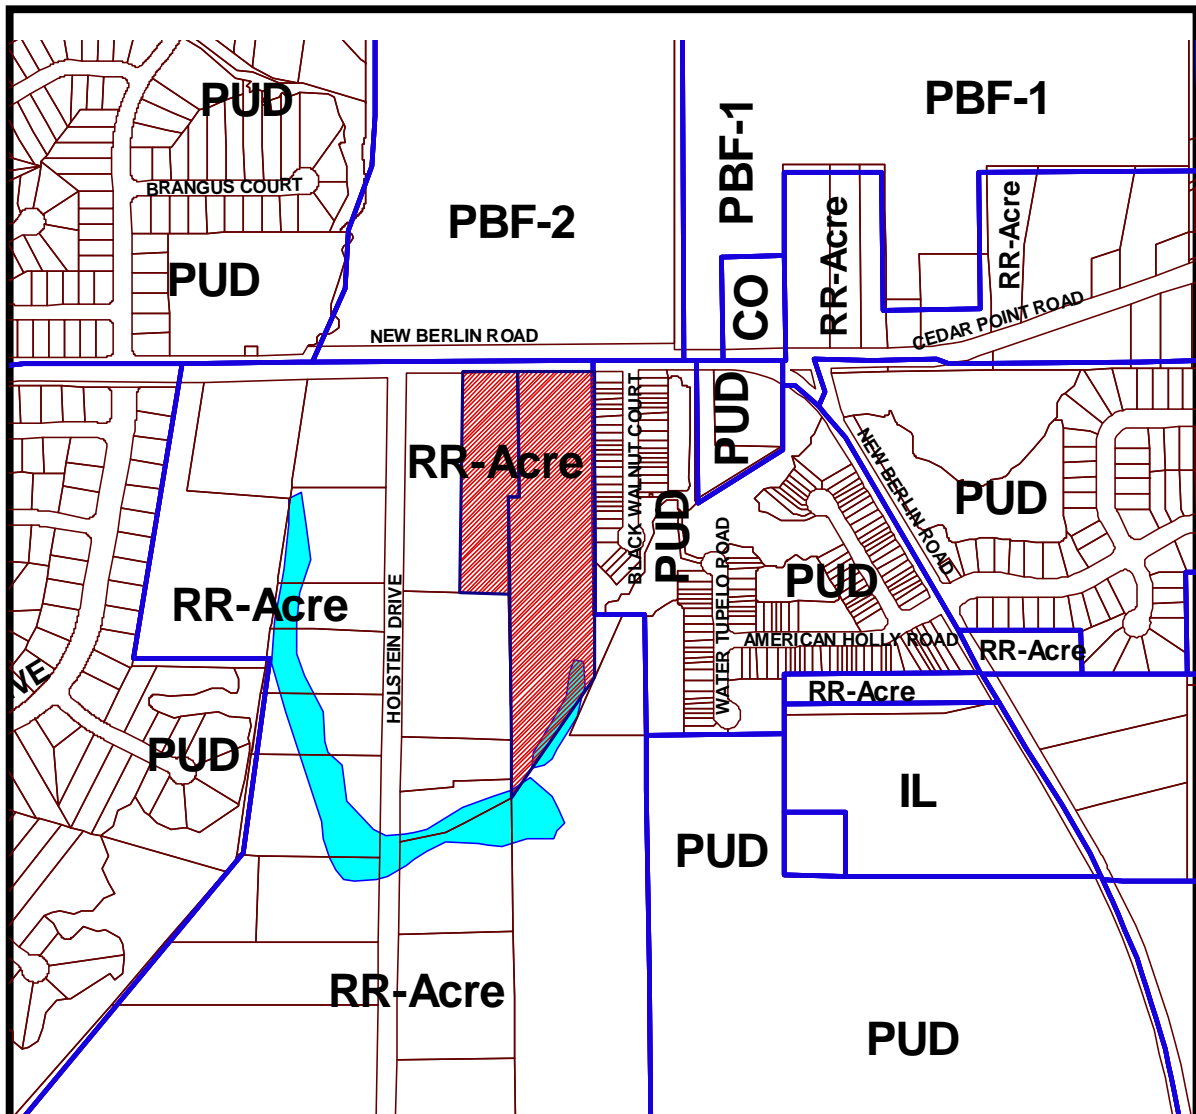 PUD
PBF-1
PBF-1
BRANGUS COURT
RR-Acre
PBF-2
RR-Acre
PUD
CO
CEDAR POINT ROAD
NEW BERLIN ROAD
PUD
BLACK WALNUT COURT
RR-Acre
NEW BERLIN ROAD
PUD
PUD
PUD
RR-Acre
HOLSTEIN DRIVE
WATER TUPELO ROAD
AMERICAN HOLLY ROAD
RR-Acre
VE
RR-Acre
PUD
IL
PUD
RR-Acre
PUD